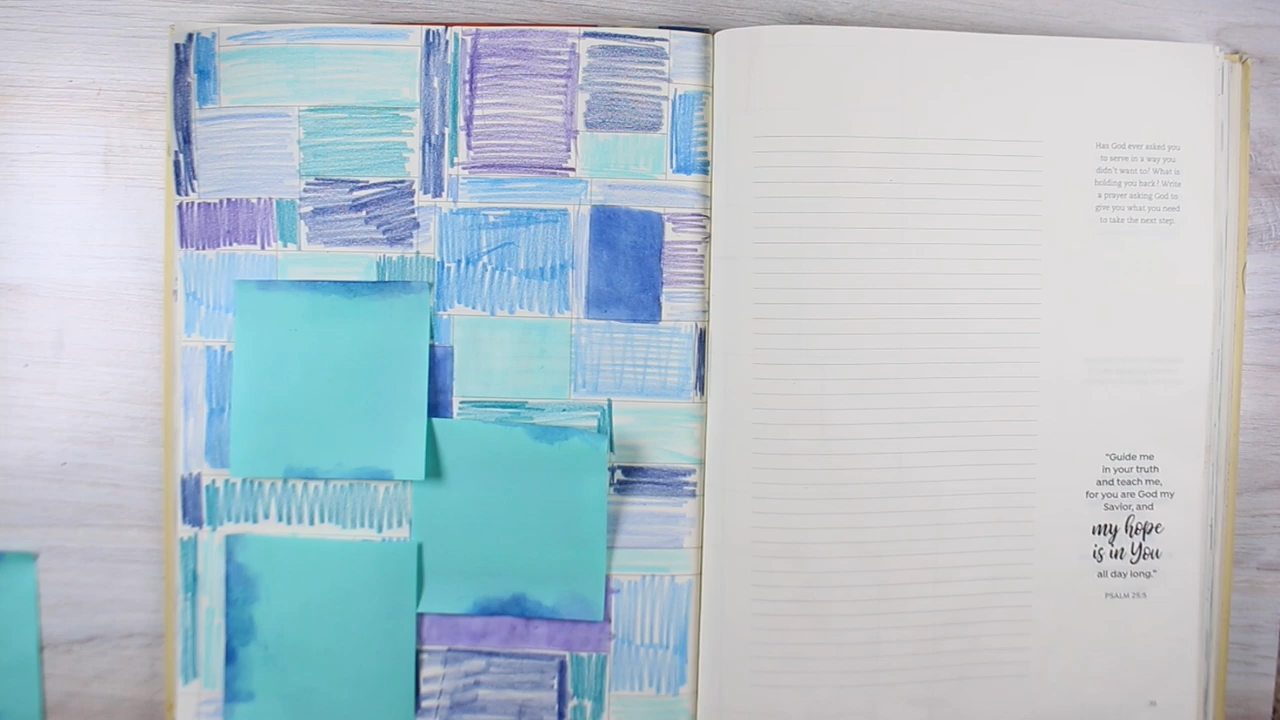 Has God ever asked you
to serve in a way you
didn't want to? What is
holding you back? Write
a prayer asking God to
give you what you need
to take the next step.
"Guide me
in your truth
and teach me,
for you are God my
Savior, and
my hope
is in You
all day long."
PSALM 25:5